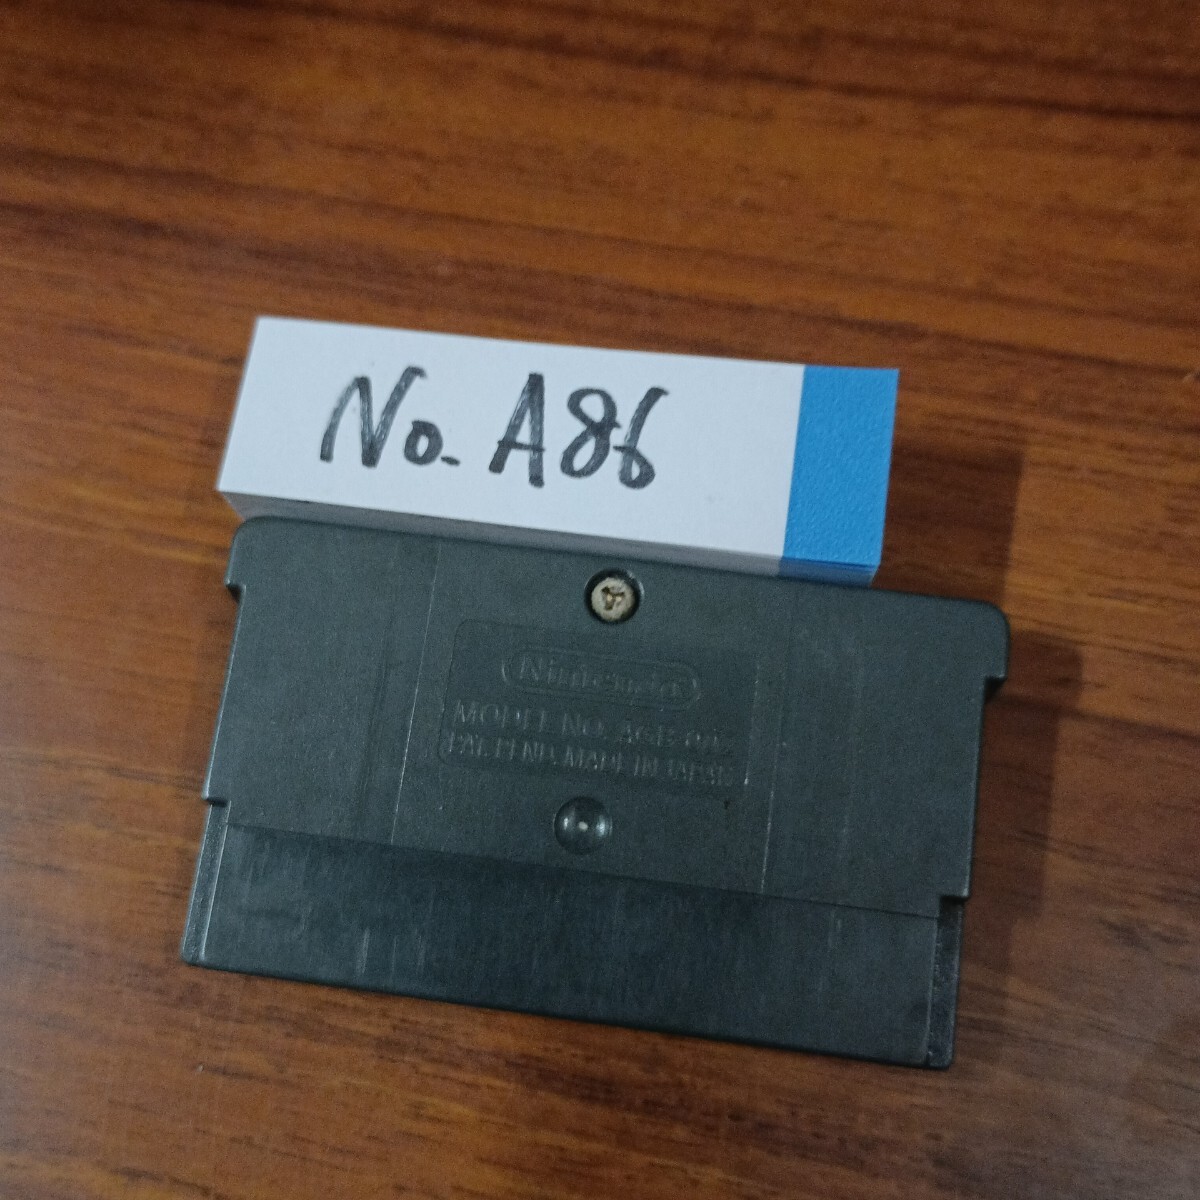 No. A86
Nintendo
MODEL NO. AGB-002
PAT. PEND. MADE IN JAPAN